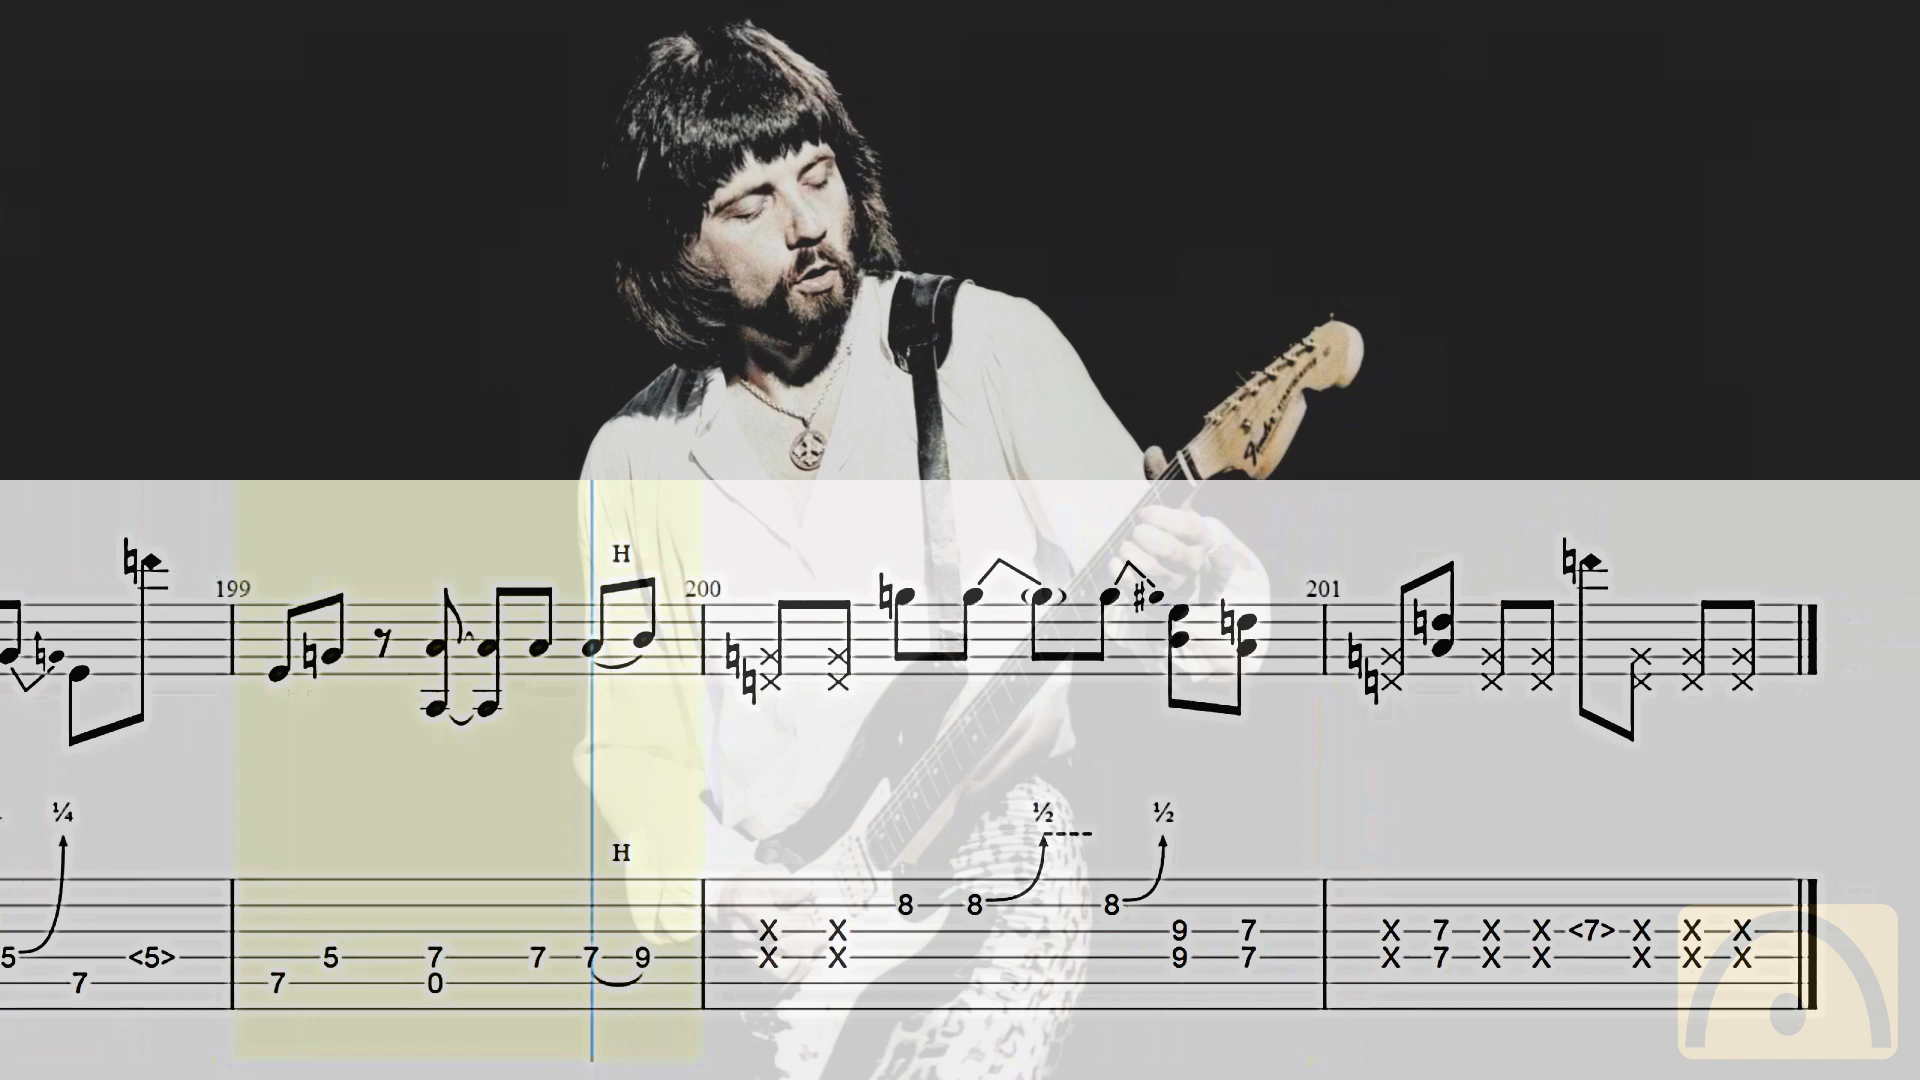 Fender
H
199 200 201
¼ ½ ½
H
8 8 8
X X 9 7 X 7 X X <7> X X X
5 <5> 5 7 7 7 9 X X 9 7 X 7 X X X X X
7 7 0